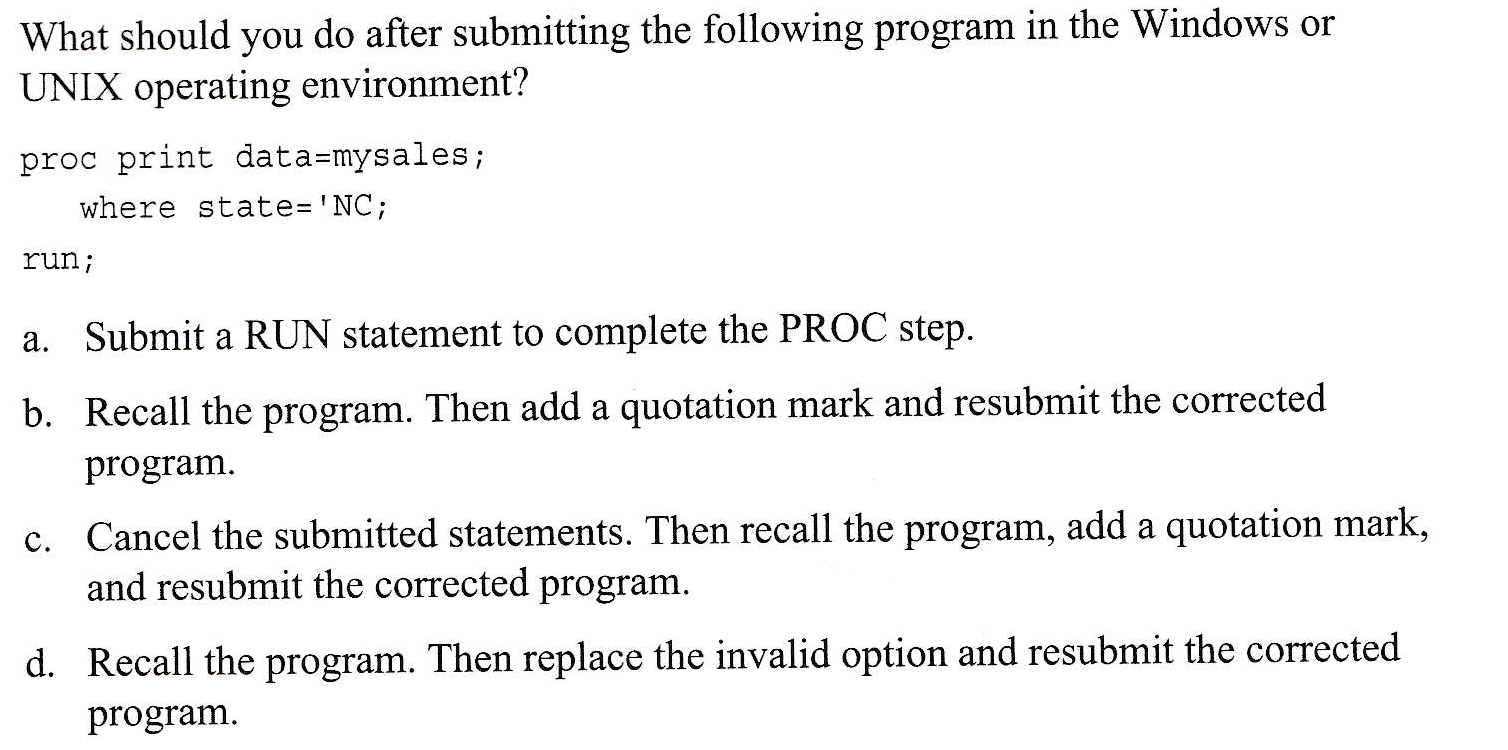 What should you do after submitting the following program in the Windows or
UNIX operating environment?
proc print data=mysales;
where state='NC;
run;
a. Submit a RUN statement to complete the PROC step.
b. Recall the program. Then add a quotation mark and resubmit the corrected
program.
c. Cancel the submitted statements. Then recall the program, add a quotation mark,
and resubmit the corrected program.
d. Recall the program. Then replace the invalid option and resubmit the corrected
program.